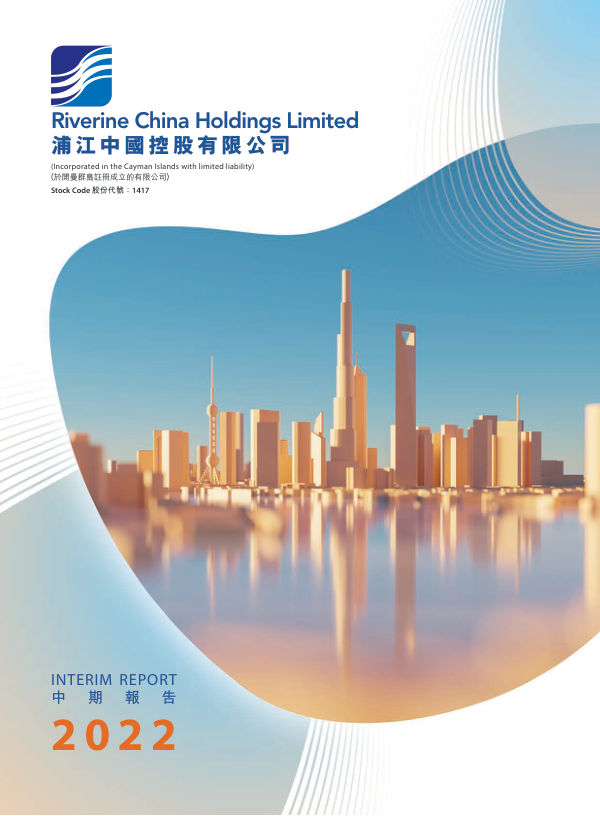 Riverine China Holdings Limited
浦江中國控股有限公司
(Incorporated in the Cayman Islands with limited liability)
(於開曼群島註冊成立的有限公司)
Stock Code 股份代號：1417
INTERIM REPORT
中期報告
2022